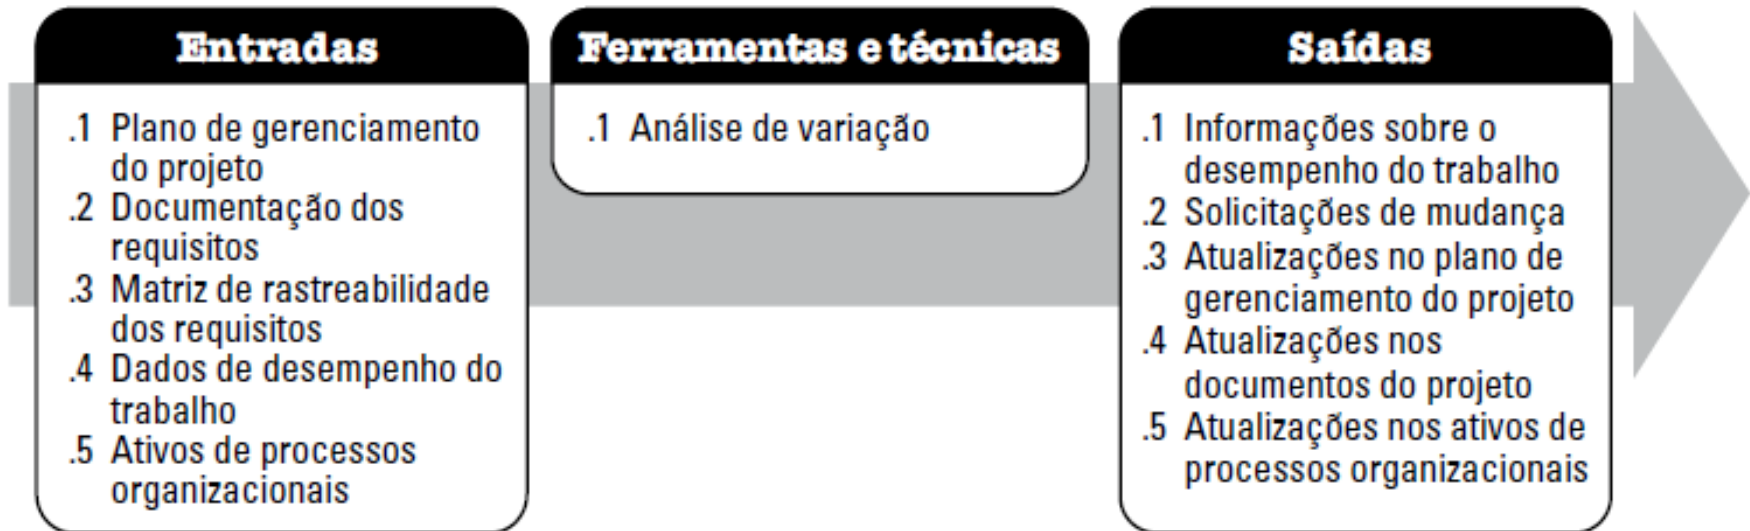 Entradas
.1 Plano de gerenciamento
do projeto
.2 Documentação dos
requisitos
.3 Matriz de rastreabilidade
dos requisitos
.4 Dados de desempenho do
trabalho
.5 Ativos de processos
organizacionais
Ferramentas e técnicas
.1 Análise de variação
Saídas
.1 Informações sobre o
desempenho do trabalho
.2 Solicitações de mudança
.3 Atualizações no plano de
gerenciamento do projeto
.4 Atualizações nos
documentos do projeto
.5 Atualizações nos ativos de
processos organizacionais